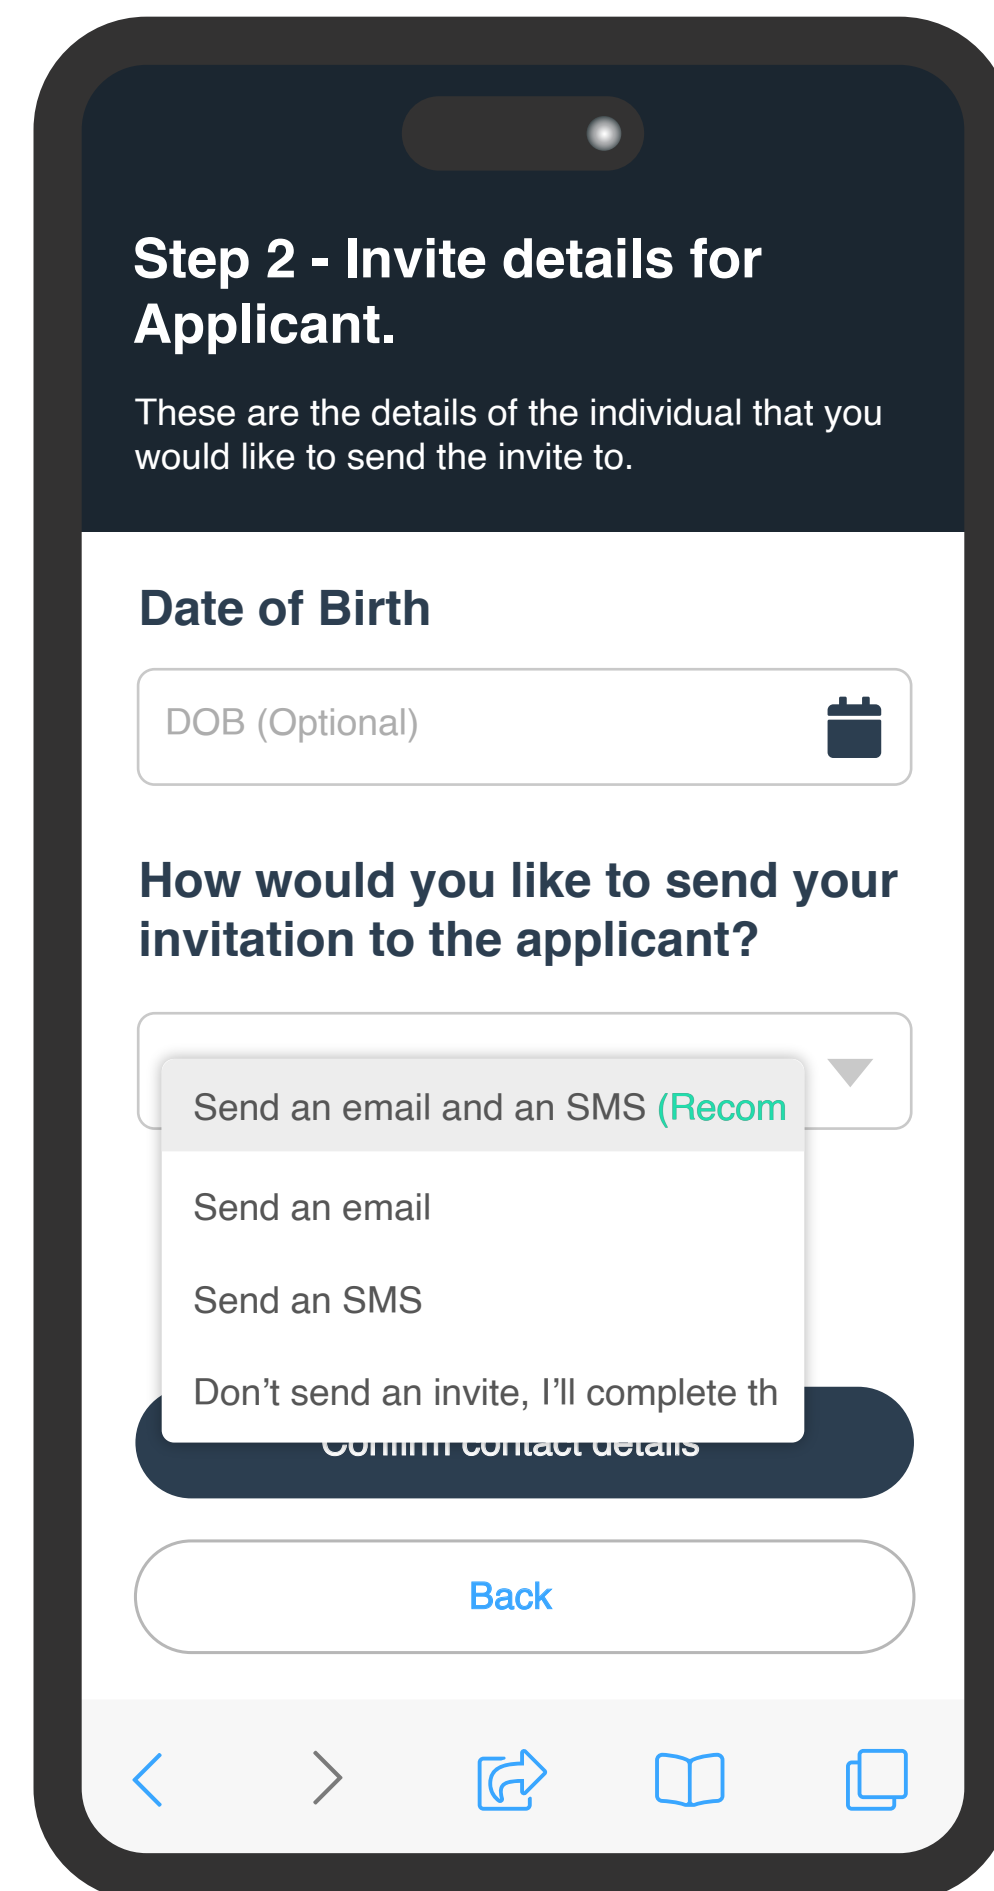 Step 2 - Invite details for
Applicant.
These are the details of the individual that you
would like to send the invite to.
Date of Birth
DOB (Optional)
How would you like to send your
invitation to the applicant?
Send an email and an SMS (Recom
Send an email
Send an SMS
Don’t send an invite, I’ll complete th
Confirm contact details
Back